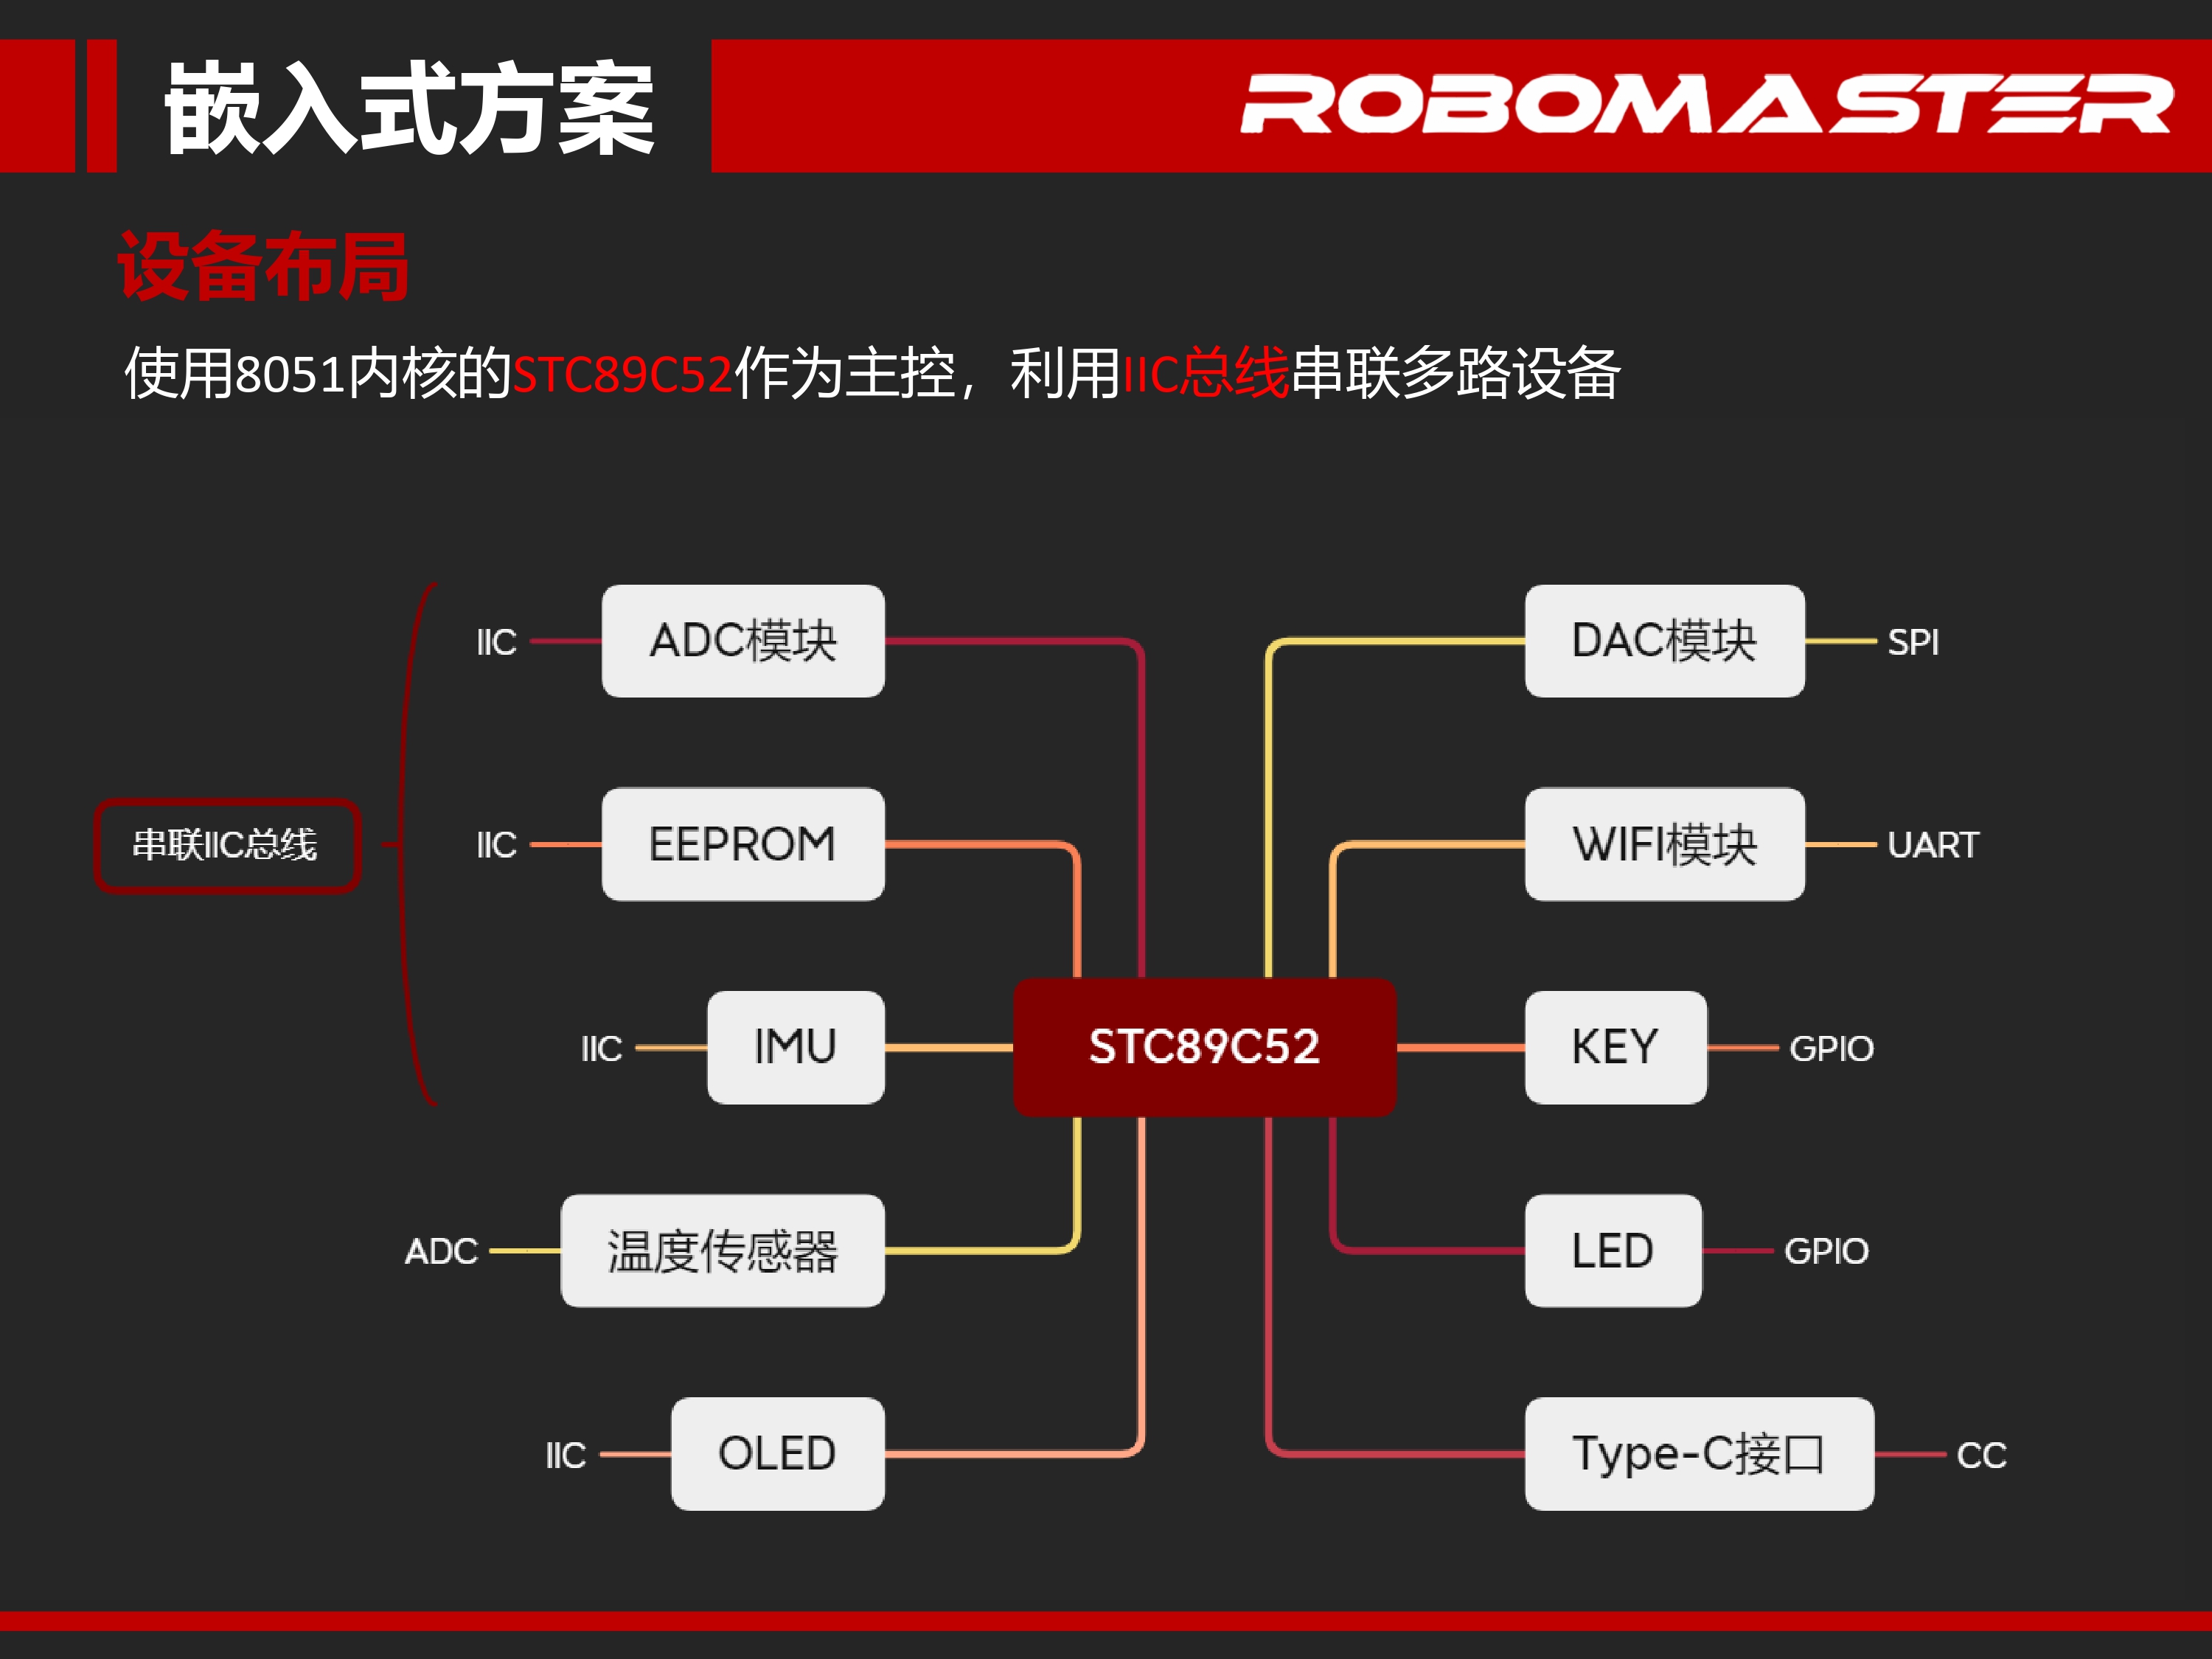 嵌入式方案
ROBOMASTER
设备布局
使用8051内核的STC89C52作为主控，利用IIC总线串联多路设备
串联IIC总线
IIC
ADC模块
IIC
EEPROM
IIC
IMU
ADC
温度传感器
IIC
OLED
STC89C52
DAC模块
SPI
WIFI模块
UART
KEY
GPIO
LED
GPIO
Type-C接口
CC